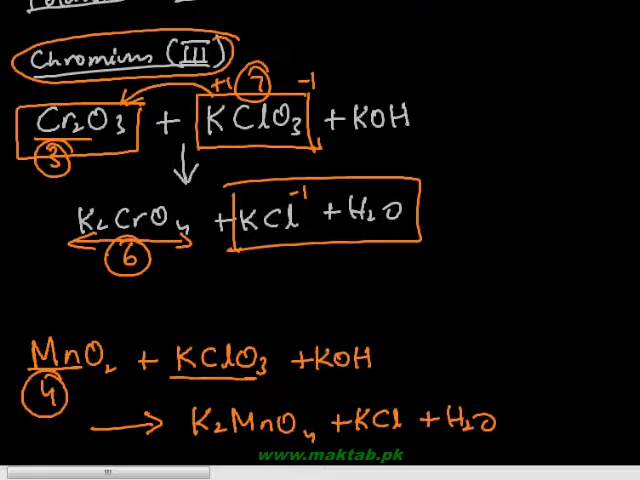 Chromium (III)
+1 7 -1
Cr2O3 + KClO3 + KOH
3
↓
K2CrO4 + KCl -1 + H2O
6
MnO2 + KClO3 + KOH
4
→ K2MnO4 + KCl + H2O
www.maktab.pk